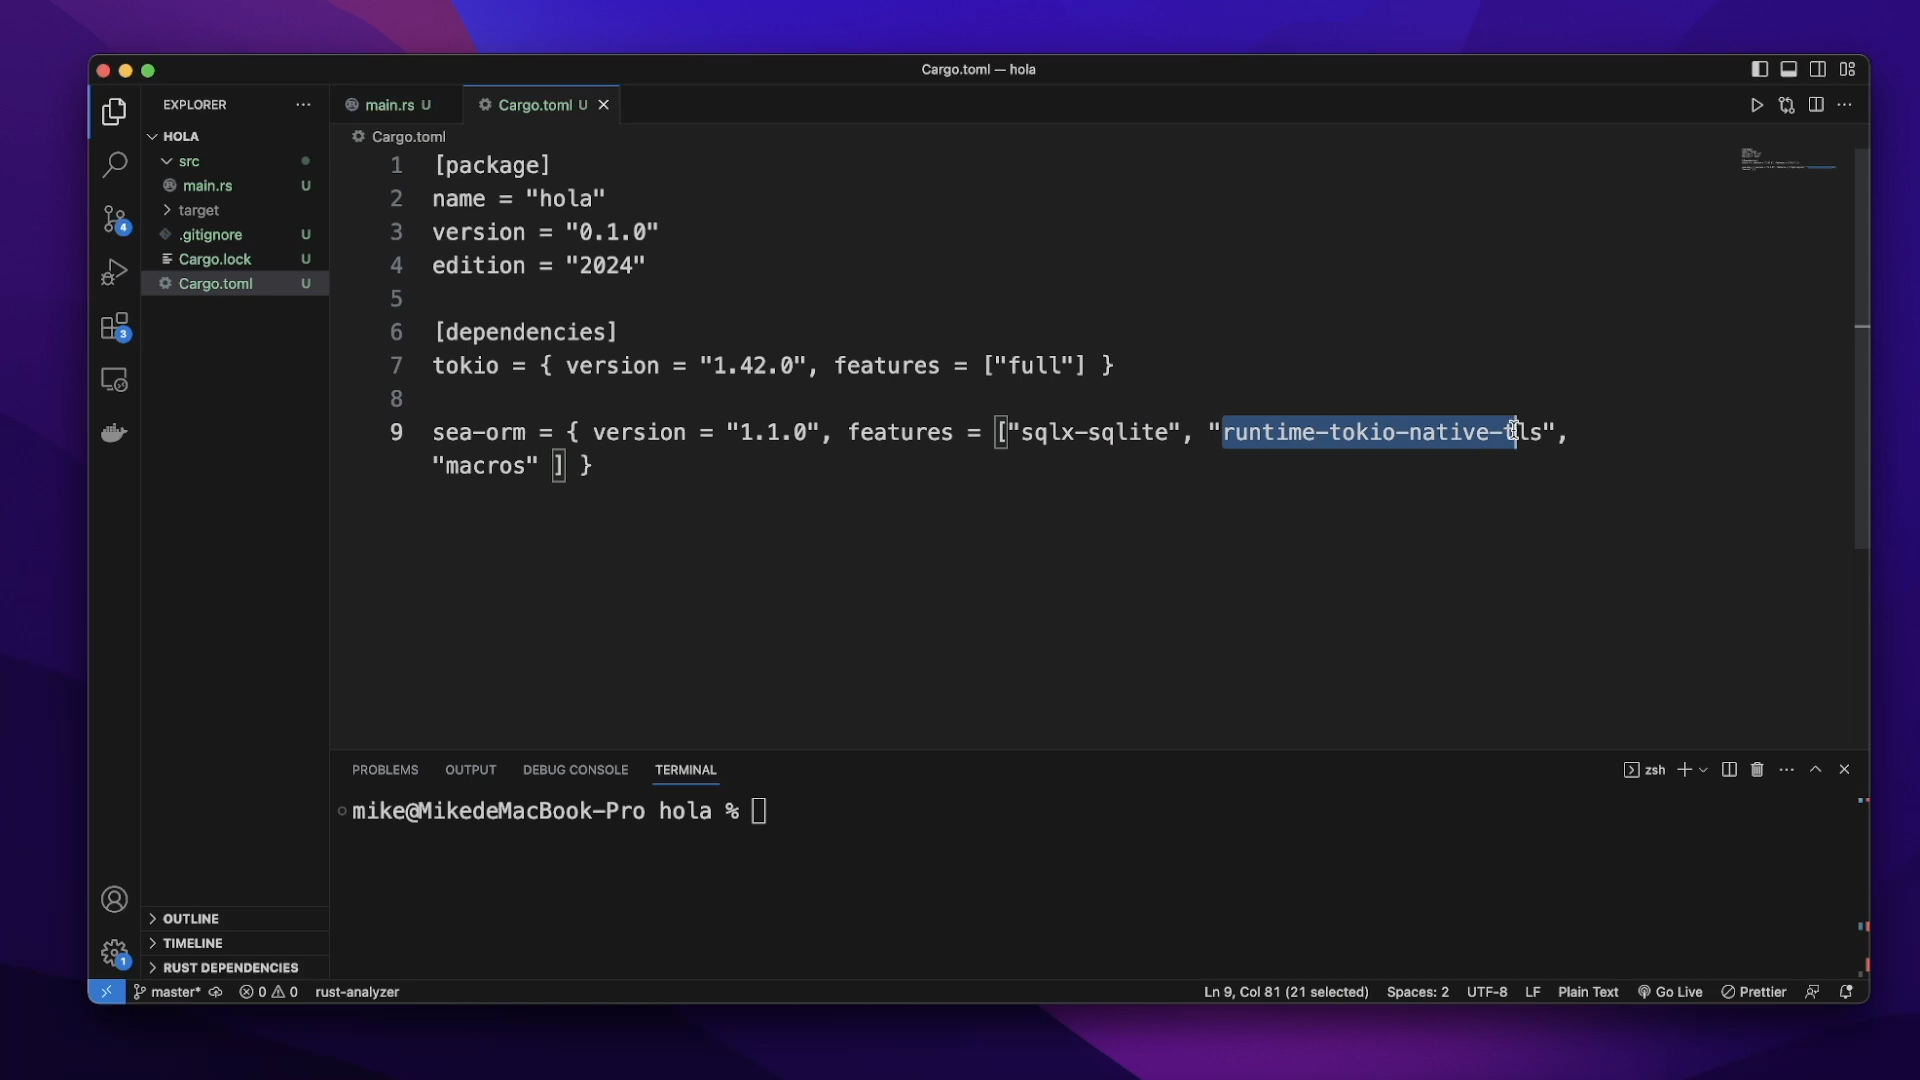 Cargo.toml — hola
EXPLORER
main.rs U
Cargo.toml U
HOLA
Cargo.toml
src
main.rs U
target
.gitignore U
Cargo.lock U
Cargo.toml U
1 [package]
2 name = "hola"
3 version = "0.1.0"
4 edition = "2024"
5
6 [dependencies]
7 tokio = { version = "1.42.0", features = ["full"] }
8
9 sea-orm = { version = "1.1.0", features = ["sqlx-sqlite", "runtime-tokio-native-tls",
"macros" ] }
4
3
PROBLEMS OUTPUT DEBUG CONSOLE TERMINAL
zsh
mike@MikedeMacBook-Pro hola %
OUTLINE
TIMELINE
RUST DEPENDENCIES
1
master* 0 0 rust-analyzer
Ln 9, Col 81 (21 selected) Spaces: 2 UTF-8 LF Plain Text Go Live Prettier